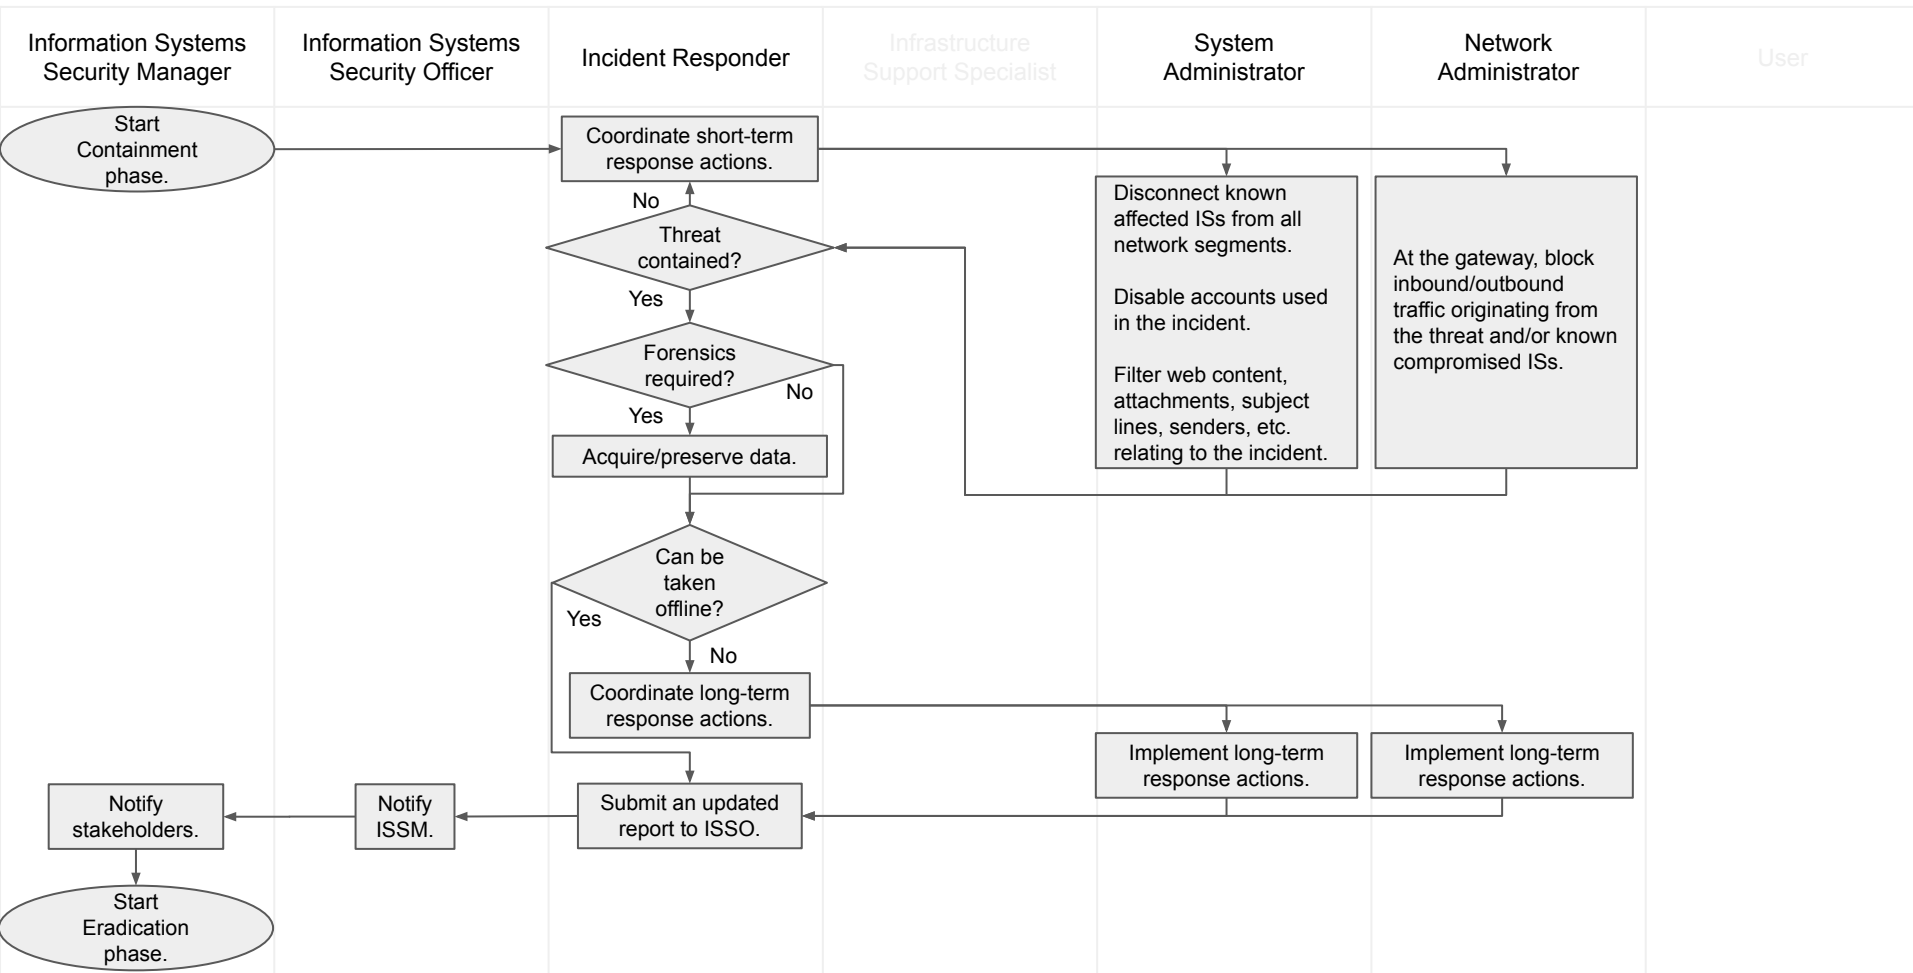 Information Systems
Security Manager
Information Systems
Security Officer
Incident Responder
Infrastructure
Support Specialist
System
Administrator
Network
Administrator
User
Start
Containment
phase.
Coordinate short-term
response actions.
No
Threat
contained?
Yes
Forensics
required?
No
Yes
Acquire/preserve data.
Disconnect known
affected ISs from all
network segments.
Disable accounts used
in the incident.
Filter web content,
attachments, subject
lines, senders, etc.
relating to the incident.
At the gateway, block
inbound/outbound
traffic originating from
the threat and/or known
compromised ISs.
Can be
taken
offline?
Yes
No
Coordinate long-term
response actions.
Implement long-term
response actions.
Implement long-term
response actions.
Submit an updated
report to ISSO.
Notify
ISSM.
Notify
stakeholders.
Start
Eradication
phase.